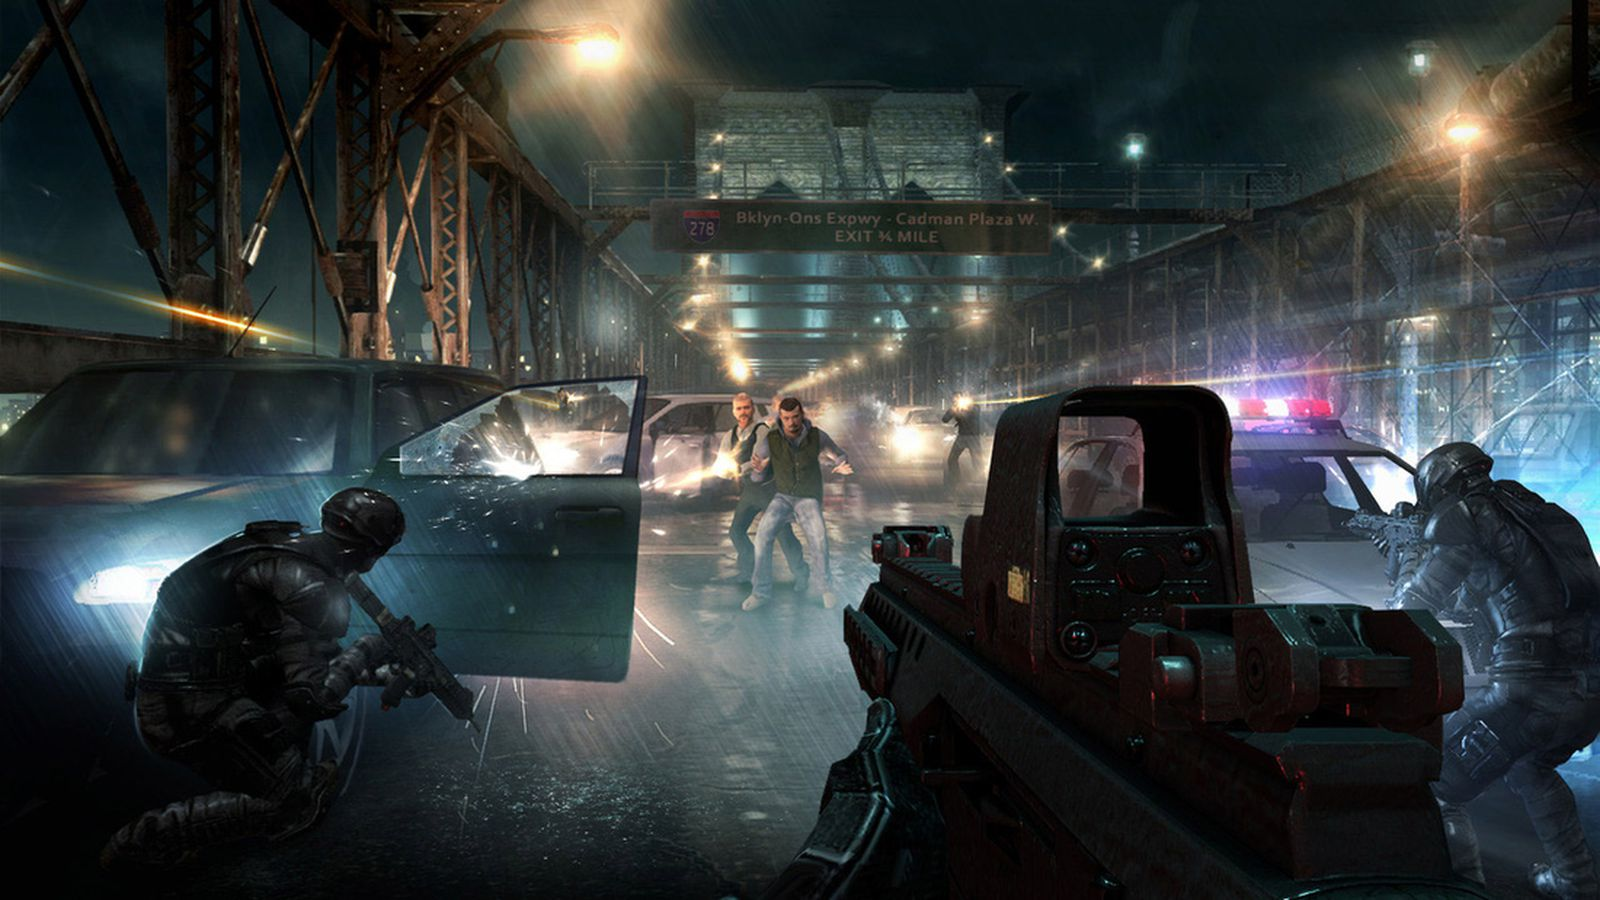 278
Bklyn-Qns Expwy - Cadman Plaza W.
EXIT ¾ MILE